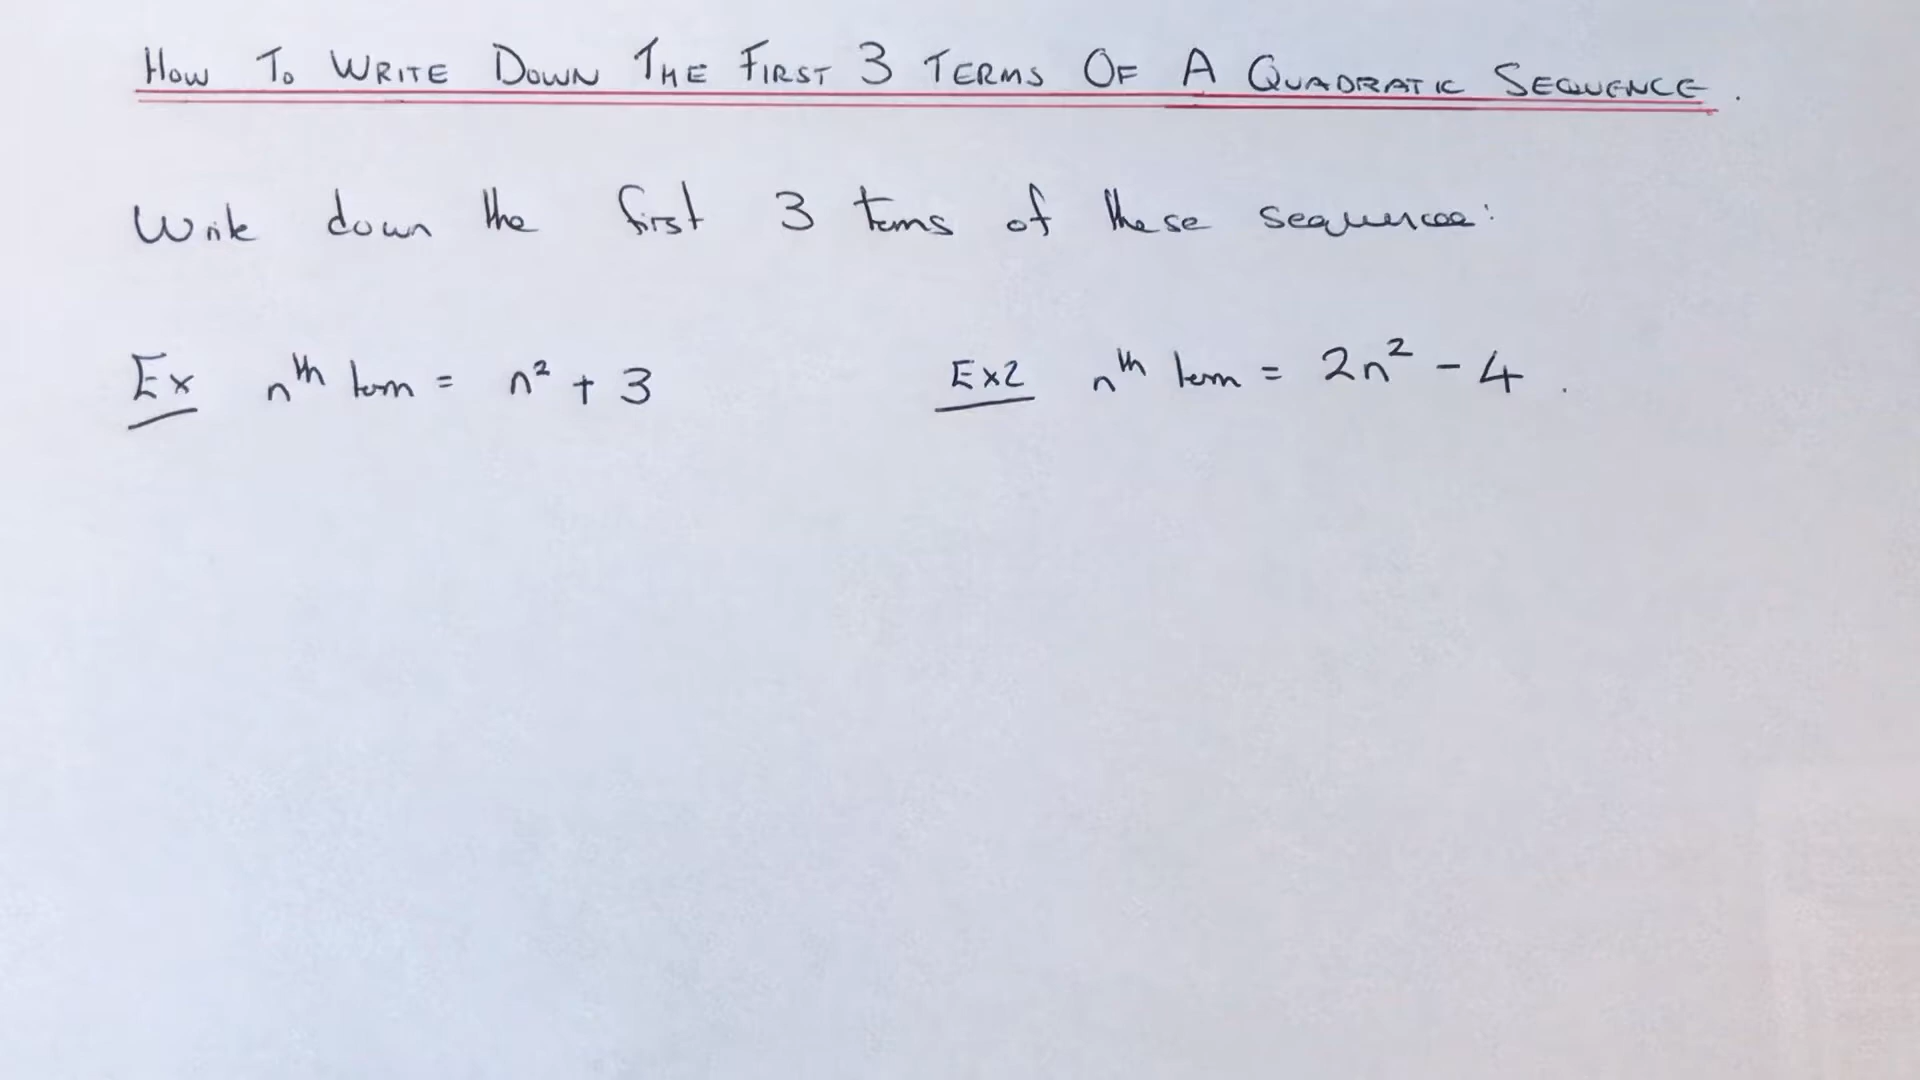 HOW TO WRITE DOWN THE FIRST 3 TERMS OF A QUADRATIC SEQUENCE.
Write down the first 3 terms of these sequences:
Ex nᵗʰ term = n² + 3
Ex2 nᵗʰ term = 2n² - 4.